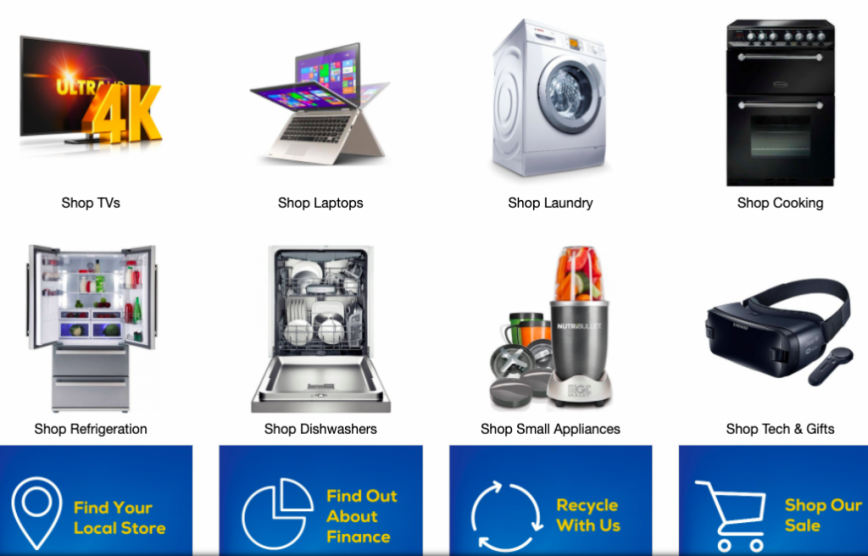 ULTRA HD
4K
Shop TVs
Shop Laptops
Shop Laundry
Shop Cooking
NUTRIBULLET
Shop Refrigeration
Shop Dishwashers
Shop Small Appliances
Shop Tech & Gifts
Find Your
Local Store
Find Out
About
Finance
Recycle
With Us
Shop Our
Sale